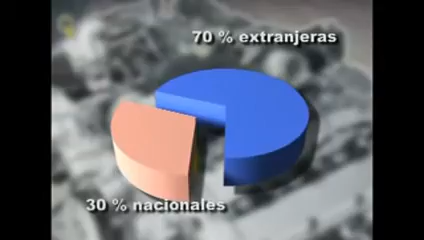 70 % extranjeras
30 % nacionales